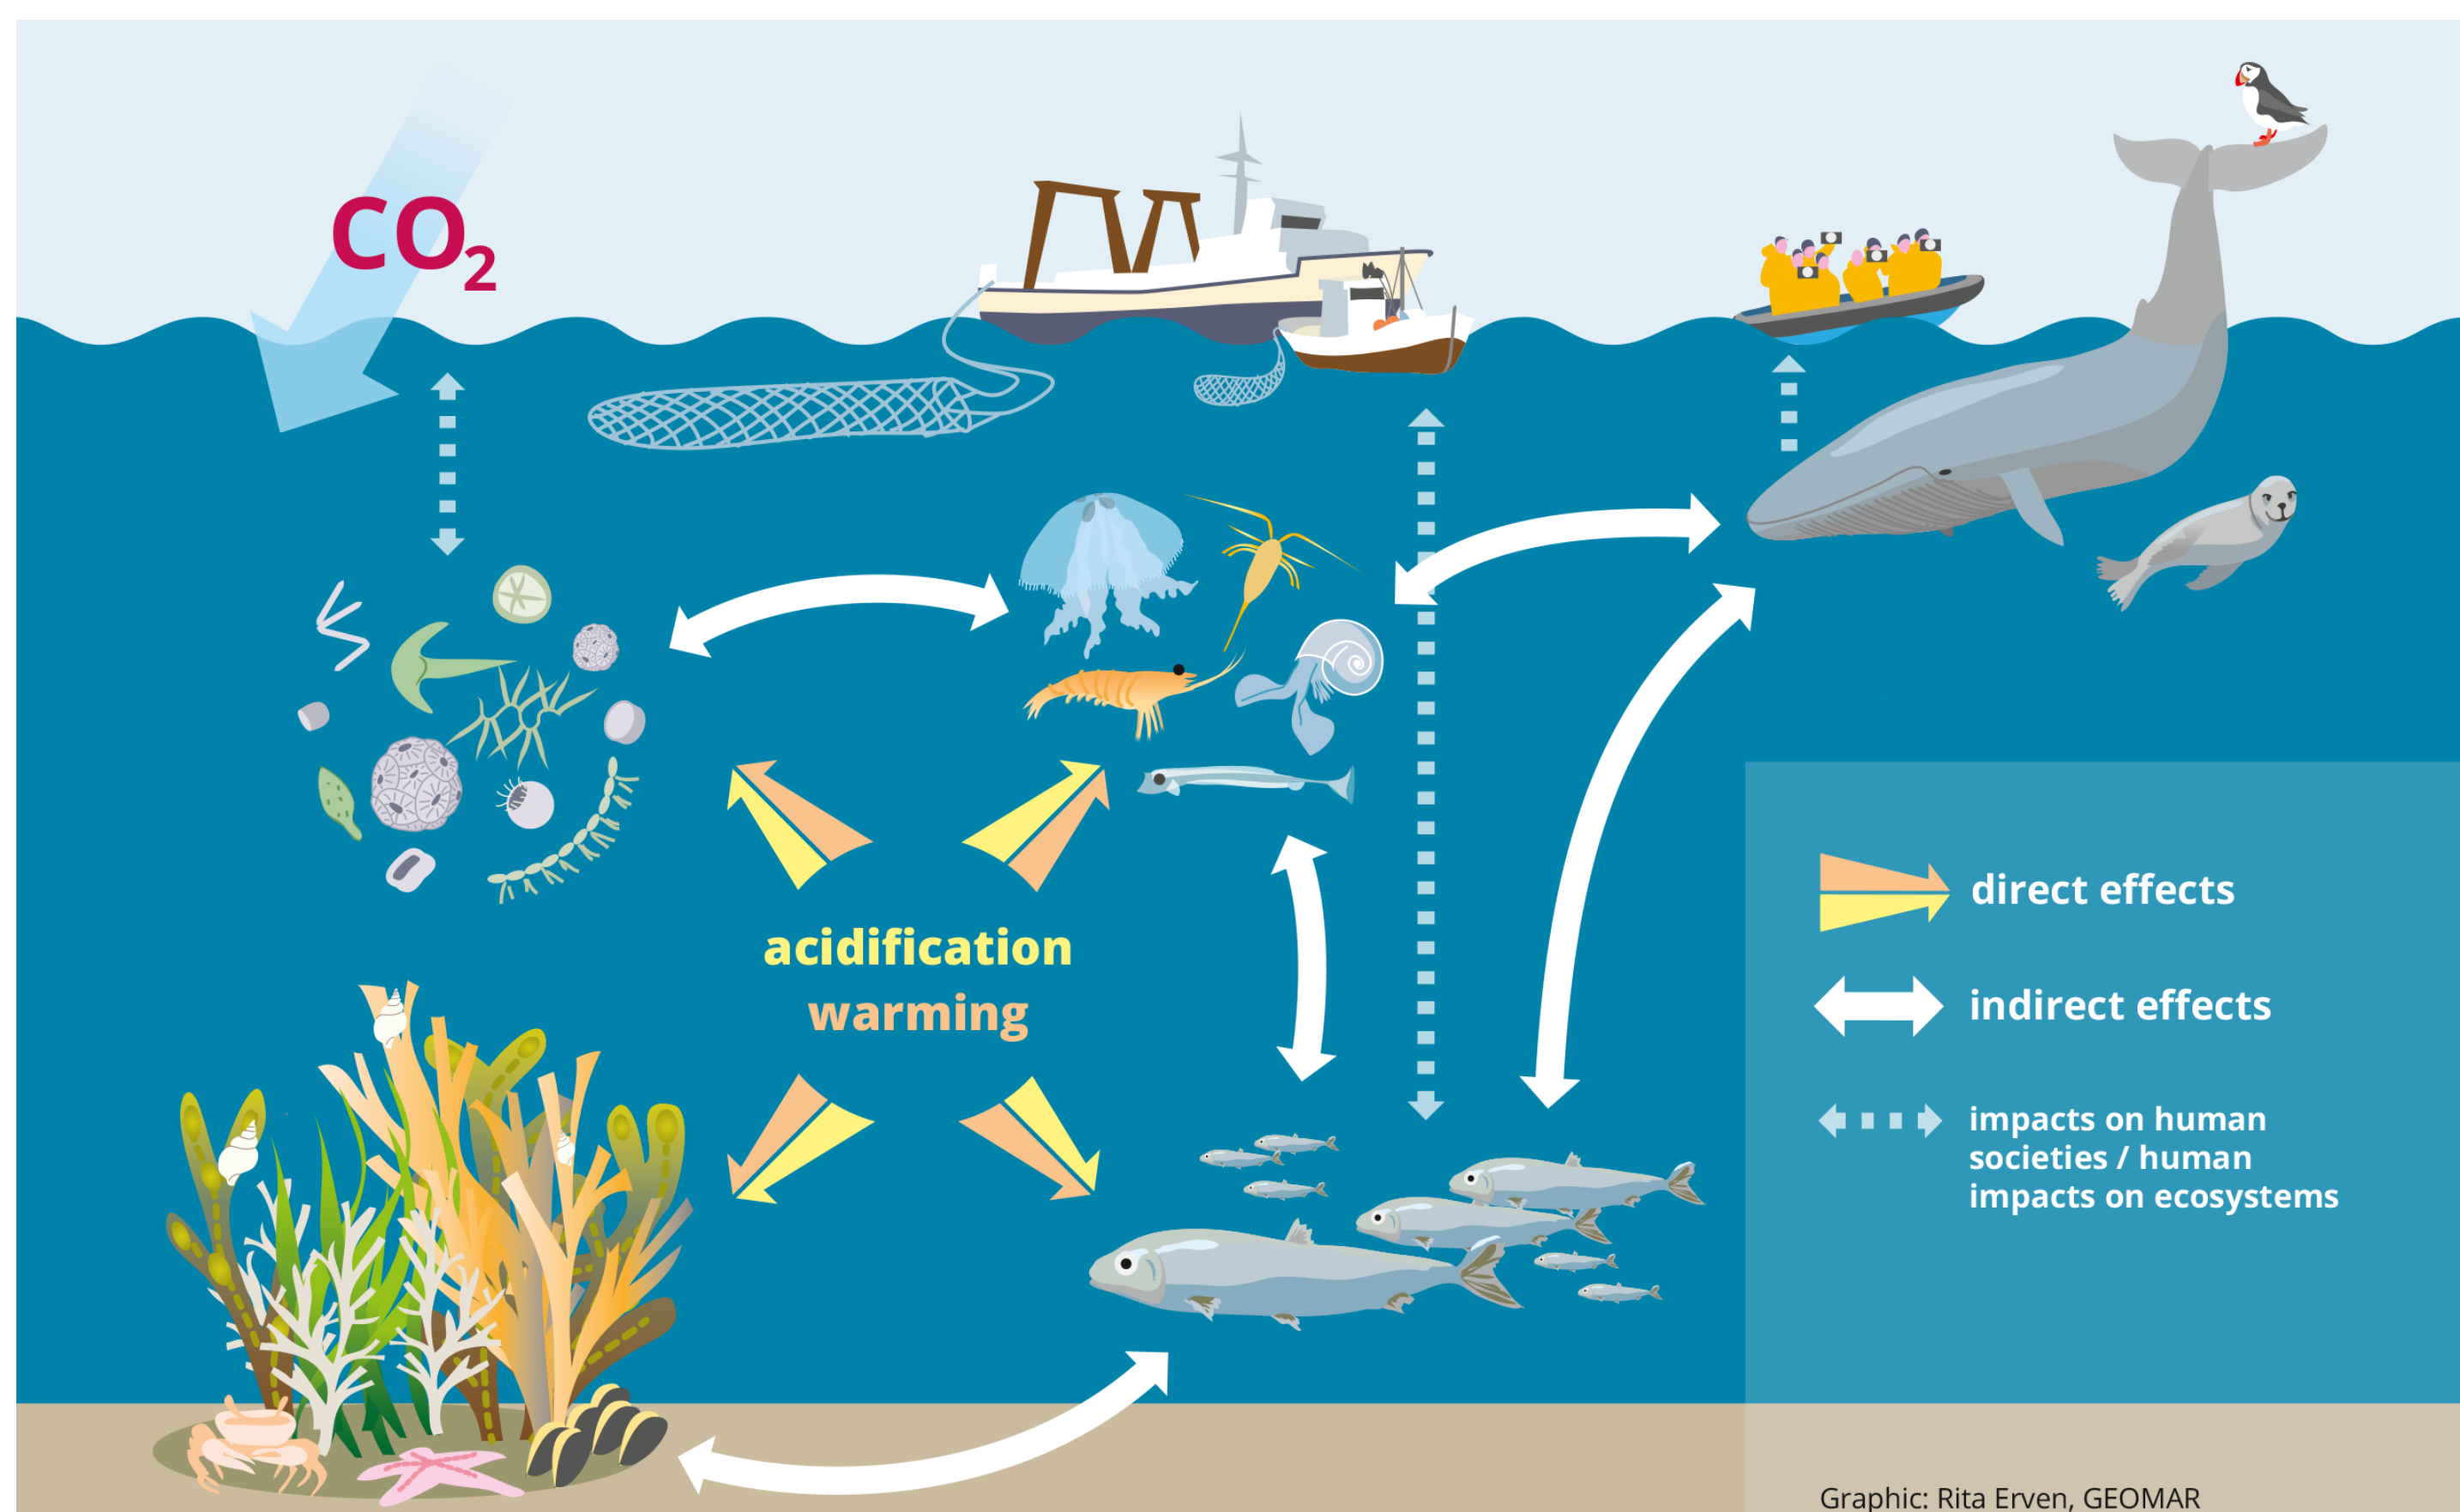 CO₂
acidification
warming
direct effects
indirect effects
impacts on human
societies / human
impacts on ecosystems
Graphic: Rita Erven, GEOMAR